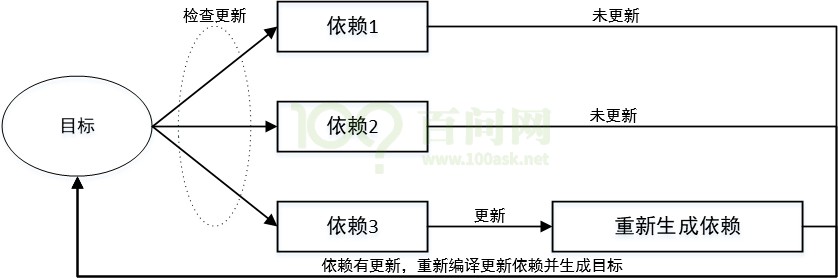 检查更新
依赖1
未更新
目标
依赖2
未更新
100?
百问网
www.100ask.net
依赖3
更新
重新生成依赖
依赖有更新，重新编译更新依赖并生成目标